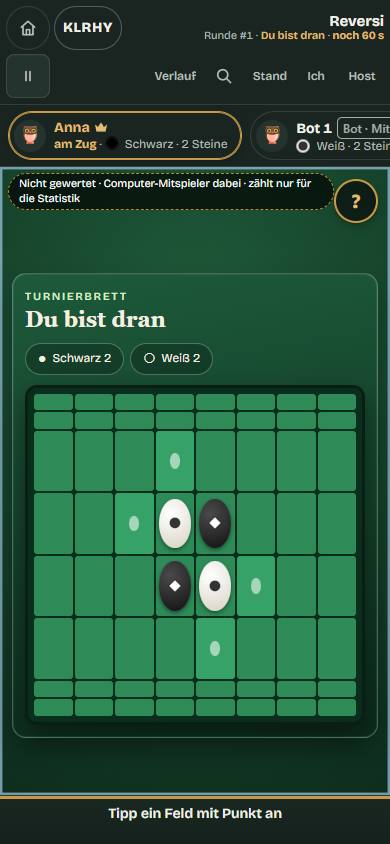 KLRHY
Reversi
Runde #1 · Du bist dran · noch 60 s
Verlauf
Stand
Ich
Host
Anna
am Zug · Schwarz · 2 Steine
Bot 1
Bot · Mit
Weiß · 2 Stein
Nicht gewertet · Computer-Mitspieler dabei · zählt nur für
die Statistik
?
TURNIERBRETT
Du bist dran
Schwarz 2
Weiß 2
Tipp ein Feld mit Punkt an